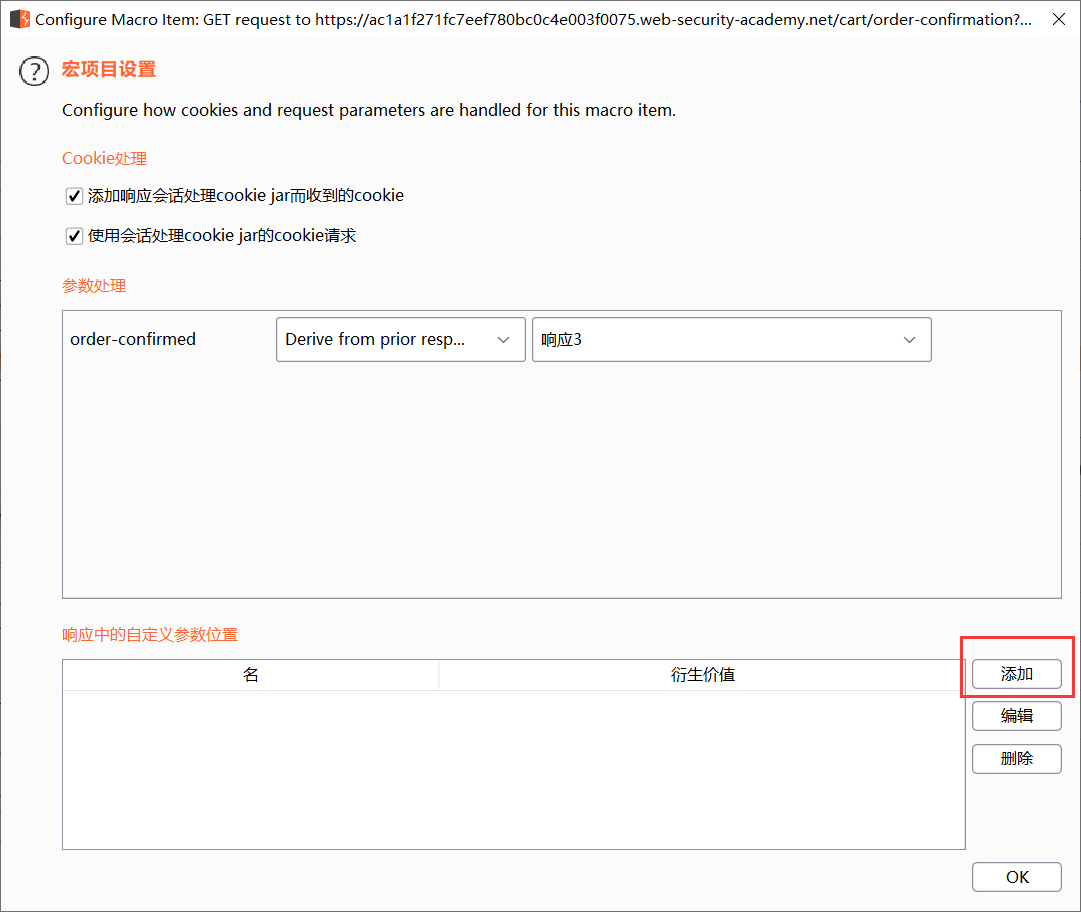 Configure Macro Item: GET request to https://ac1a1f271fc7eef780bc0c4e003f0075.web-security-academy.net/cart/order-confirmation?...
宏项目设置
Configure how cookies and request parameters are handled for this macro item.
Cookie处理
添加响应会话处理cookie jar而收到的cookie
使用会话处理cookie jar的cookie请求
参数处理
order-confirmed Derive from prior resp... 响应3
响应中的自定义参数位置
名 衍生价值 添加
编辑
删除
OK